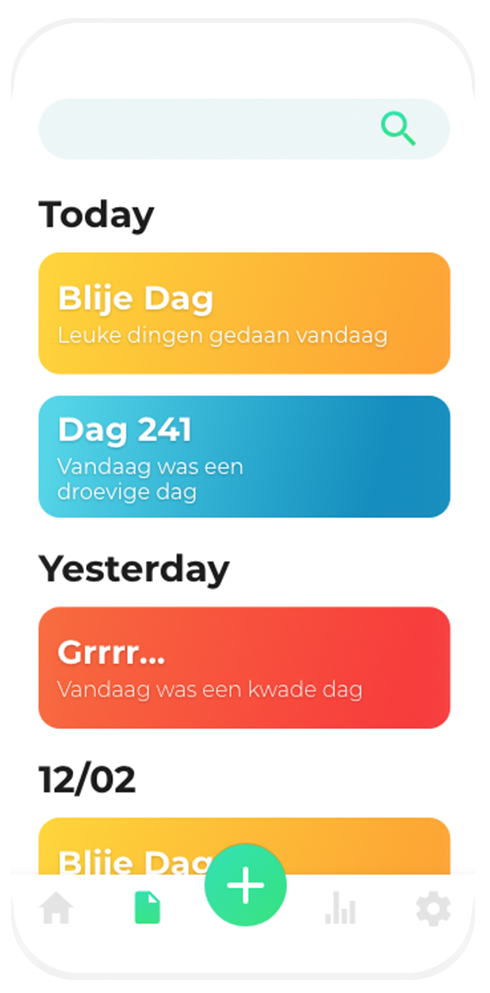 Today
Blije Dag
Leuke dingen gedaan vandaag
Dag 241
Vandaag was een
droevige dag
Yesterday
Grrrr...
Vandaag was een kwade dag
12/02
Blije Dag